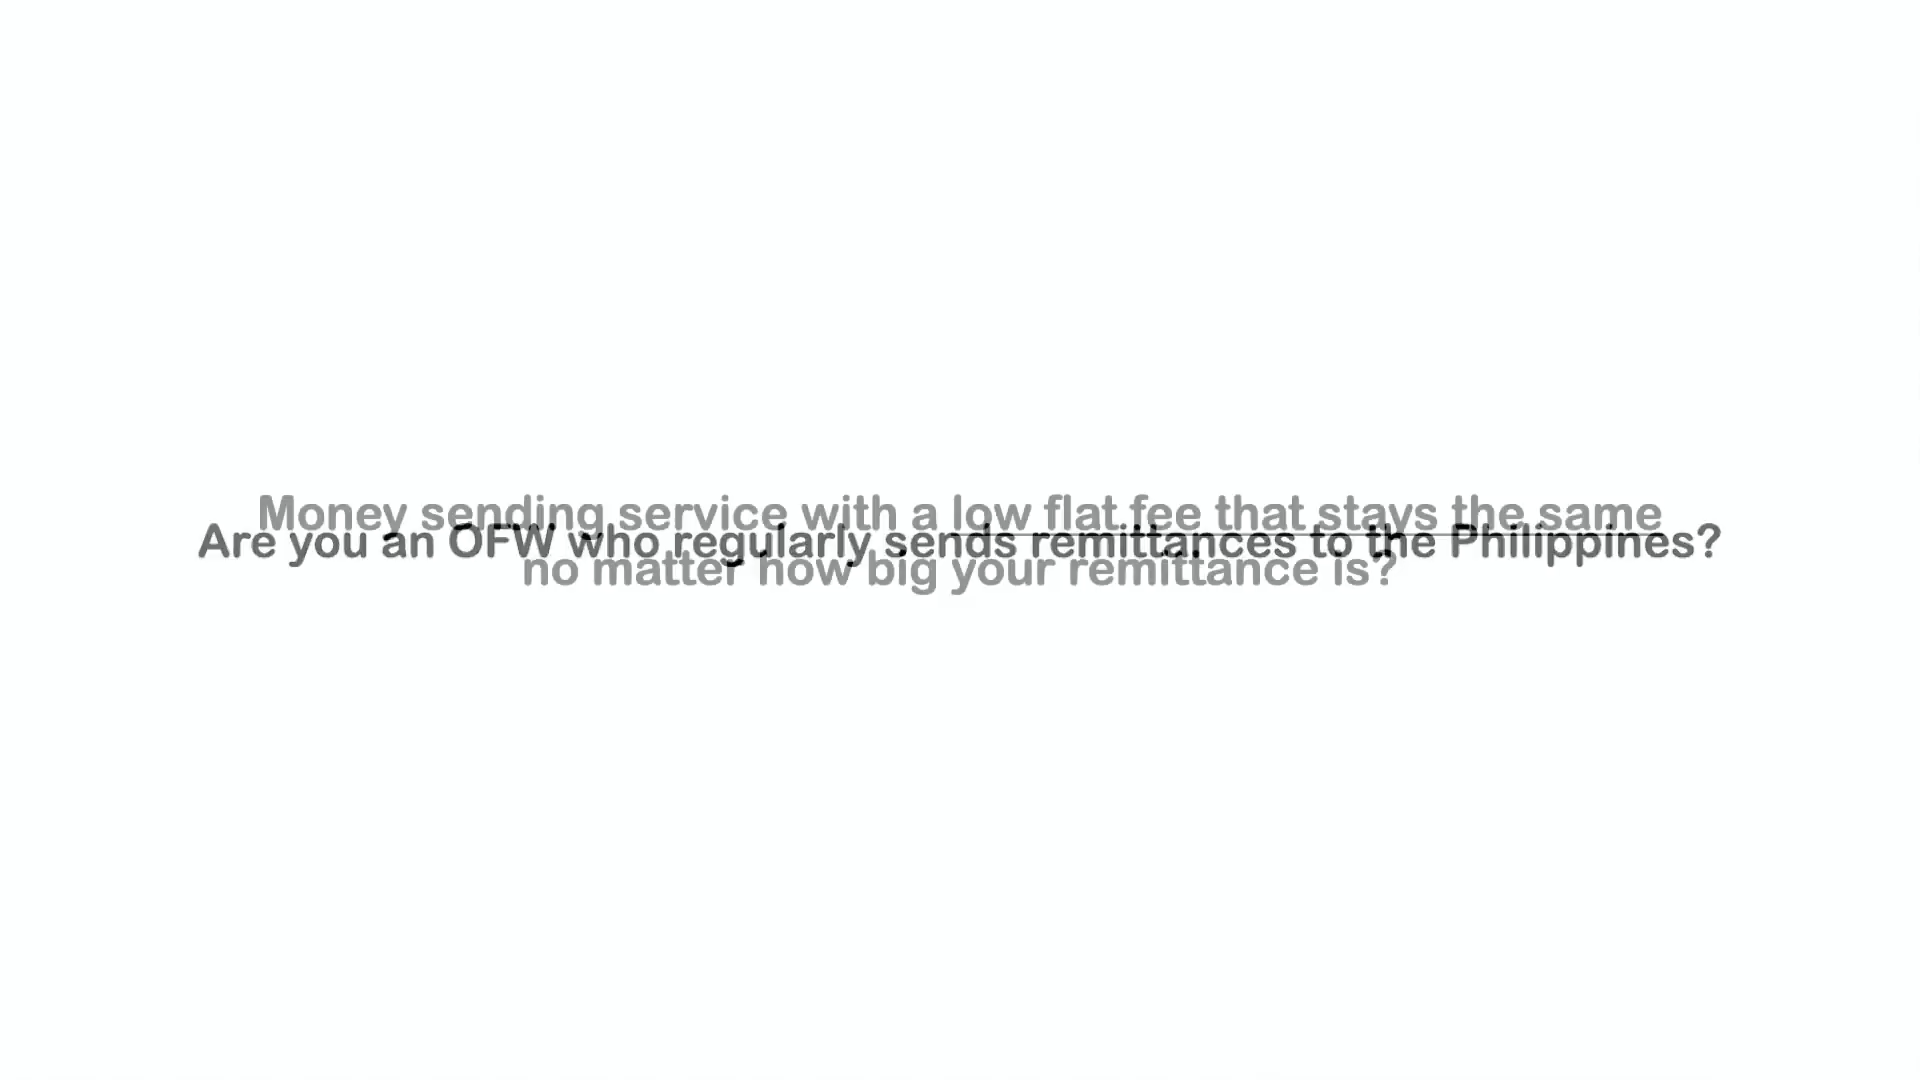 Money sending service with a low flat fee that stays the same
Are you an OFW who regularly sends remittances to the Philippines?
no matter how big your remittance is?